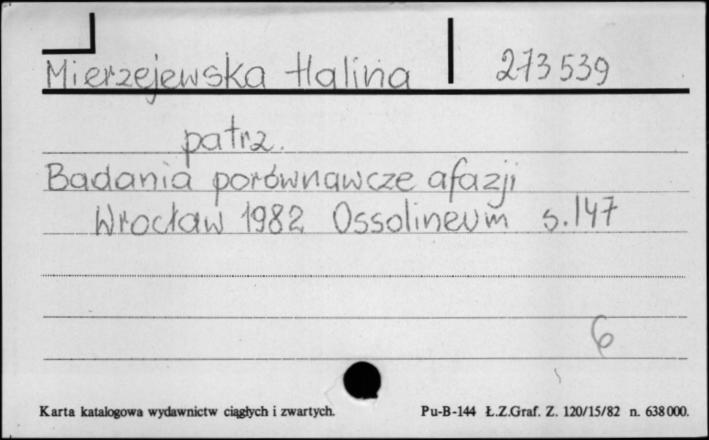 Mierzejewska Halina 273539
patrz.
Badania porównawcze afazji
Wrocław 1982 Ossolineum s.147
6
Karta katalogowa wydawnictw ciągłych i zwartych. Pu-B-144 Ł.Z.Graf. Z. 120/15/82 n. 638000.